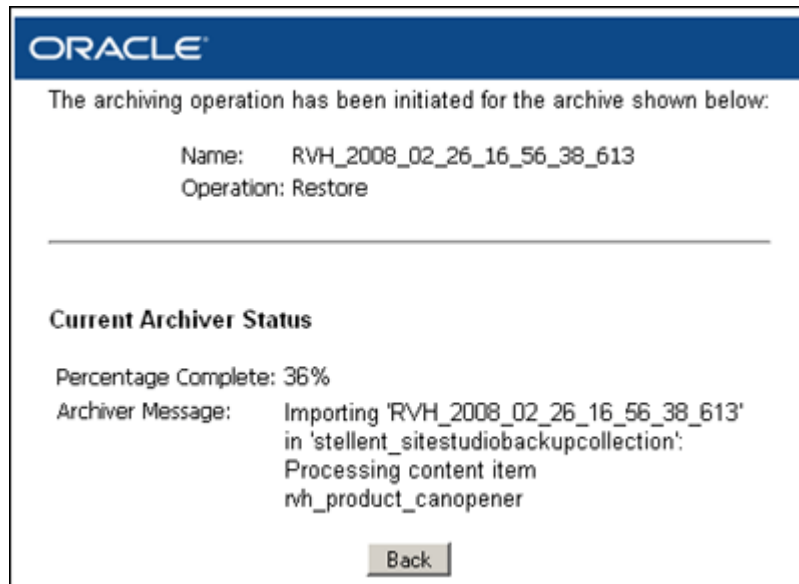 ORACLE
The archiving operation has been initiated for the archive shown below:
Name: RVH_2008_02_26_16_56_38_613
Operation: Restore
Current Archiver Status
Percentage Complete: 36%
Archiver Message: Importing 'RVH_2008_02_26_16_56_38_613'
in 'stellent_sitestudiobackupcollection':
Processing content item
rvh_product_canopener
Back